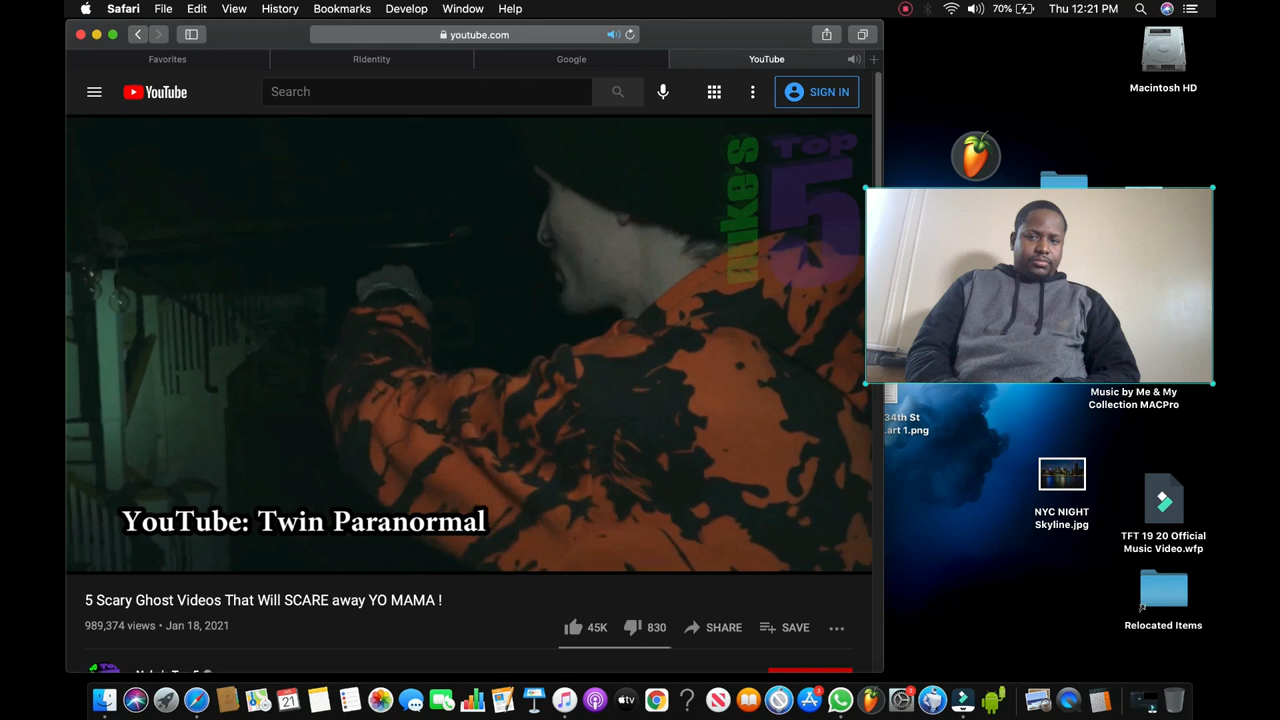 Safari File Edit View History Bookmarks Develop Window Help 70% Thu 12:21 PM
youtube.com
Favorites RIdentity Google YouTube
YouTube Search SIGN IN
Macintosh HD
nuke's TOP 5
Music by Me & My
Collection MACPro
34th St
.art 1.png
NYC NIGHT
Skyline.jpg
YouTube: Twin Paranormal
TFT 19 20 Official
Music Video.wfp
5 Scary Ghost Videos That Will SCARE away YO MAMA !
989,374 views • Jan 18, 2021
45K 830 SHARE SAVE
Relocated Items